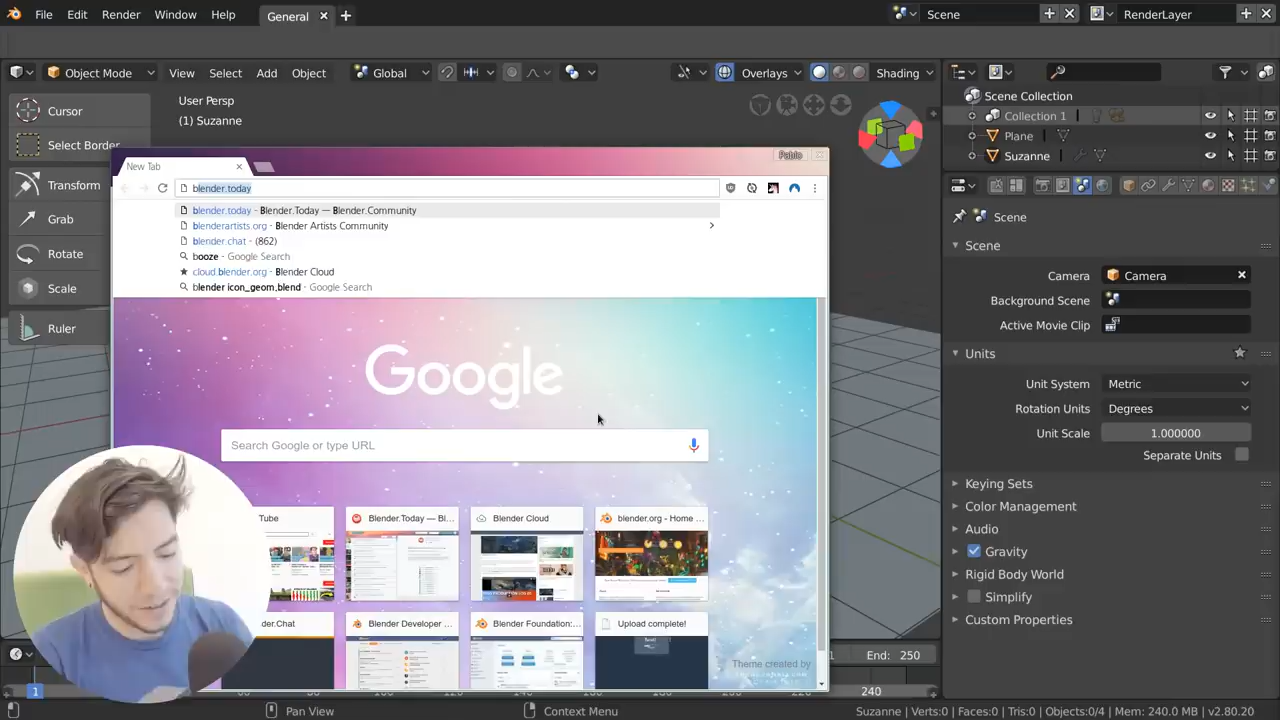 File Edit Render Window Help General Scene RenderLayer
Object Mode View Select Add Object Global Overlays Shading
Cursor
Select Border
Transform
Grab
Rotate
Scale
Ruler
User Persp
(1) Suzanne
New Tab
Pablo
blender.today
blender.today - Blender.Today — Blender.Community
blenderartists.org - Blender Artists Community
blender.chat - (862)
booze - Google Search
cloud.blender.org - Blender Cloud
blender icon_geom.blend - Google Search
Google
Search Google or type URL
Tube Blender.Today — Bl... Blender Cloud blender.org - Home ...
der.Chat Blender Developer ... Blender Foundation:... Upload complete!
Theme created by
Scene Collection
Collection 1
Plane
Suzanne
Scene
Scene
Camera Camera
Background Scene
Active Movie Clip
Units
Unit System Metric
Rotation Units Degrees
Unit Scale 1.000000
Separate Units
Keying Sets
Color Management
Audio
Gravity
Rigid Body World
Simplify
Custom Properties
1 End: 250
1 240
Pan View Context Menu Suzanne | Verts:0 | Faces:0 | Tris:0 | Objects:0/4 | Mem: 240.0 MB | v2.80.20